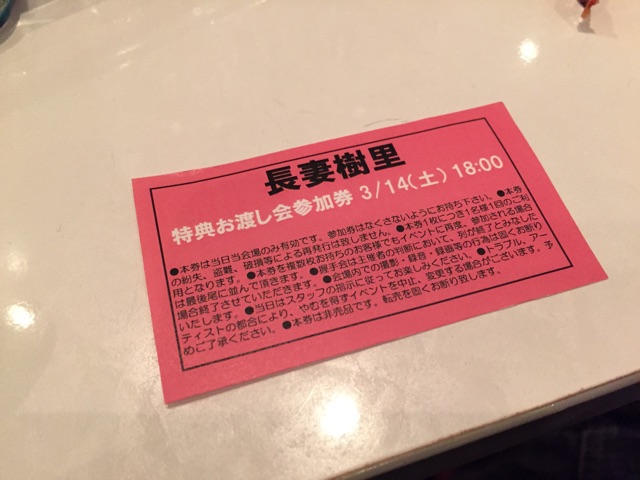 長妻樹里
特典お渡し会参加券 3/14(土) 18:00
●本券は当日当会場のみ有効です。参加券はなくさないようにお持ち下さい。●本券
の紛失、盗難、破損等による再発行は致しません。●本券1枚につき1名様1回のご利
用となります。●本券を複数枚お持ちのお客様でもイベントに再度、参加される場合
は最後尾に並んで頂きます。●握手会は主催者の判断において、列が終了とみなした
場合終了させていただきます。●会場内での撮影・録音・録画等の行為は固くお断り
いたします。●当日はスタッフの指示に従ってお楽しみください。●トラブル、アー
ティストの都合により、やむを得ずイベントを中止、変更する場合がございます。予
めご了承ください。●本券は非売品です。転売を固くお断り致します。